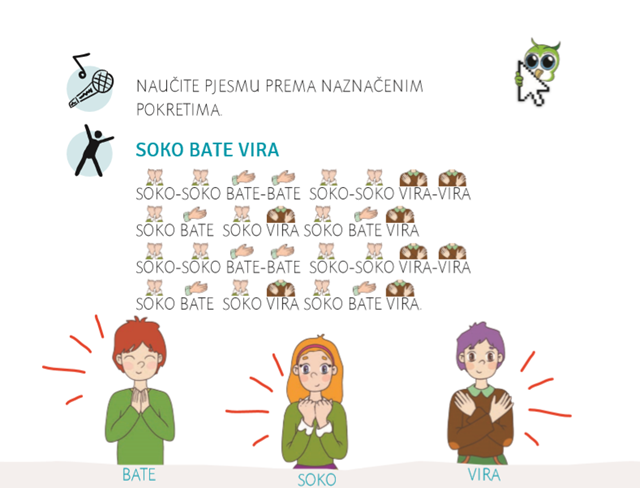 NAUČITE PJESMU PREMA NAZNAČENIM
POKRETIMA.
SOKO BATE VIRA
SOKO-SOKO BATE-BATE SOKO-SOKO VIRA-VIRA
SOKO BATE SOKO VIRA SOKO BATE VIRA
SOKO-SOKO BATE-BATE SOKO-SOKO VIRA-VIRA
SOKO BATE SOKO VIRA SOKO BATE VIRA.
BATE
SOKO
VIRA